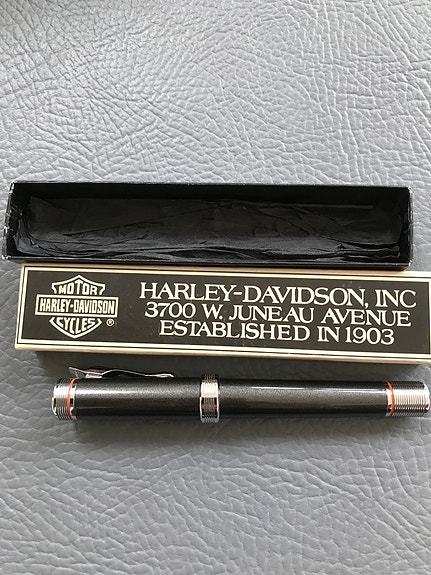 MOTOR
HARLEY-DAVIDSON
CYCLES ®
HARLEY-DAVIDSON, INC
3700 W. JUNEAU AVENUE
ESTABLISHED IN 1903